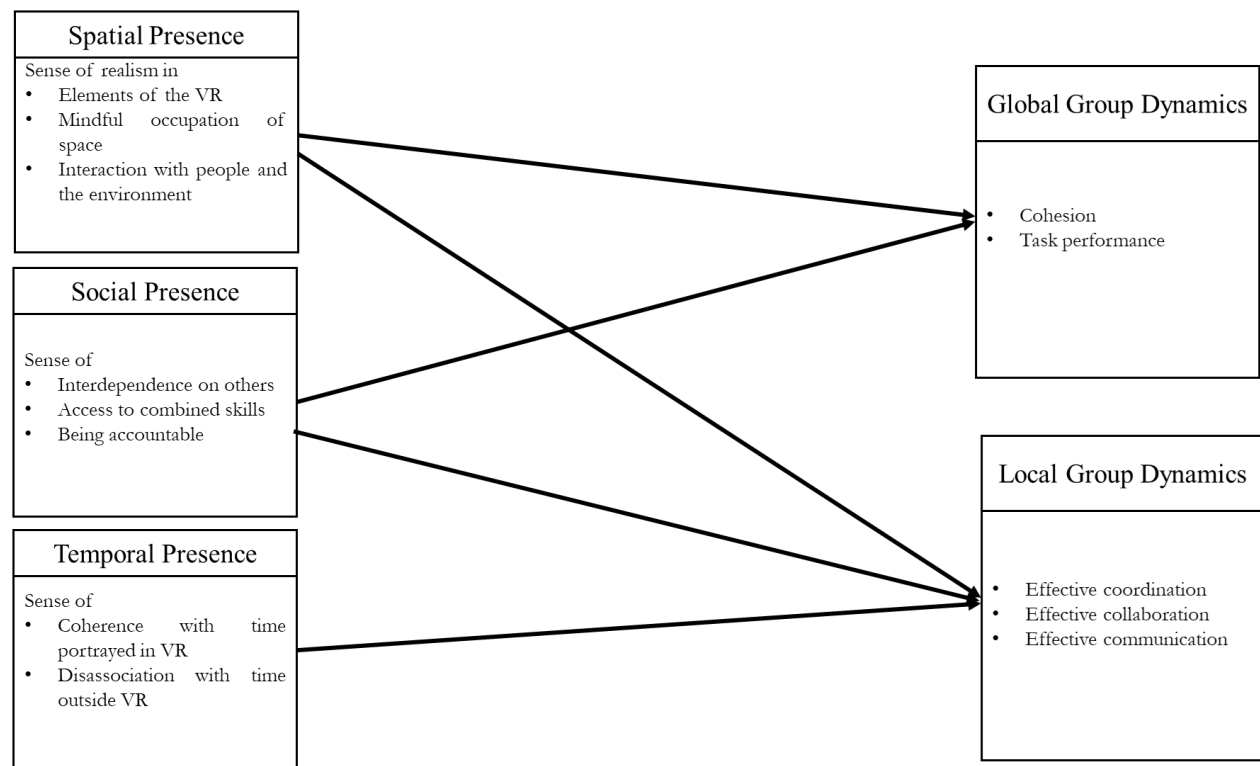 Spatial Presence
Sense of realism in
• Elements of the VR
• Mindful occupation of
space
• Interaction with people and
the environment
Social Presence
Sense of
• Interdependence on others
• Access to combined skills
• Being accountable
Temporal Presence
Sense of
• Coherence with time
portrayed in VR
• Disassociation with time
outside VR
Global Group Dynamics
• Cohesion
• Task performance
Local Group Dynamics
• Effective coordination
• Effective collaboration
• Effective communication